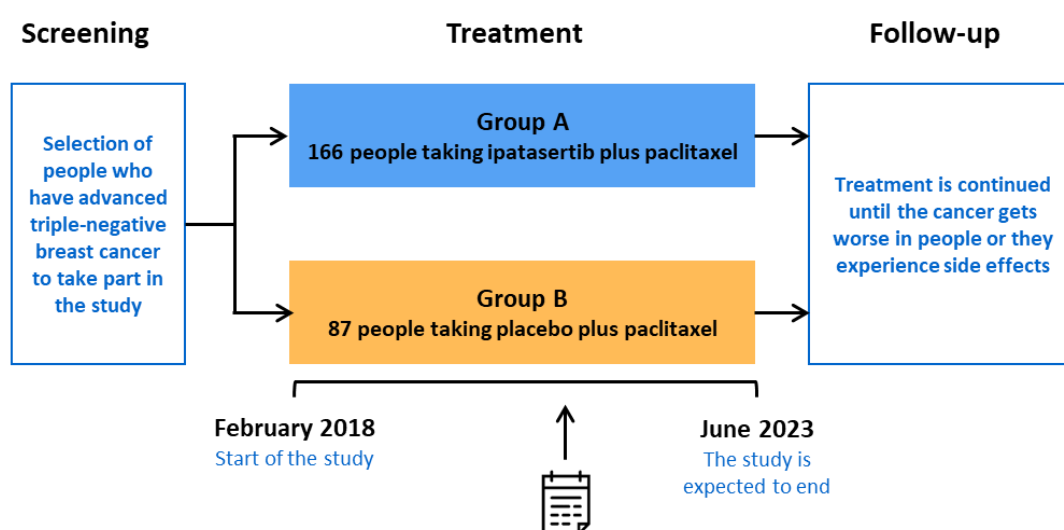 Screening
Treatment
Follow-up
Selection of
people who
have advanced
triple-negative
breast cancer
to take part in
the study
Group A
166 people taking ipatasertib plus paclitaxel
Group B
87 people taking placebo plus paclitaxel
Treatment is continued
until the cancer gets
worse in people or they
experience side effects
February 2018
Start of the study
June 2023
The study is
expected to end